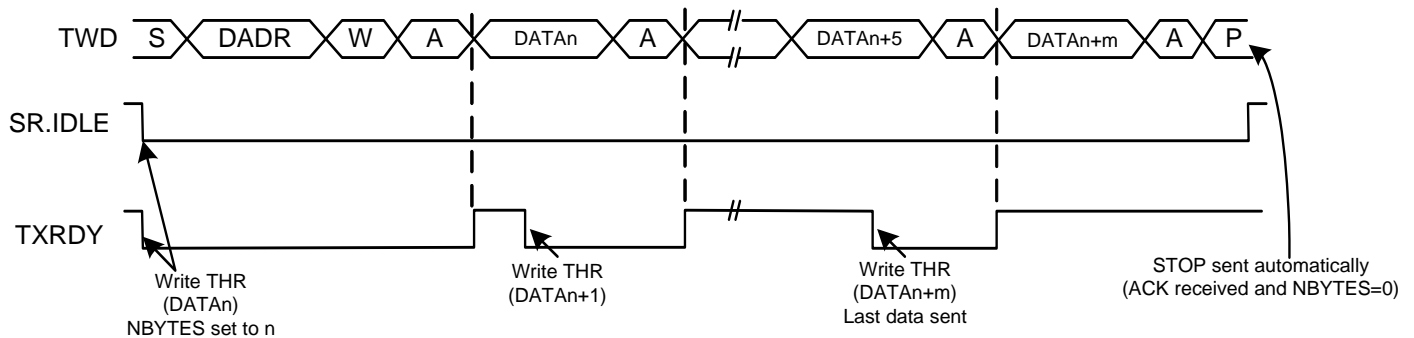 TWD S DADR W A DATAn A // DATAn+5 A DATAn+m A P
SR.IDLE
TXRDY //
Write THR
(DATAn)
NBYTES set to n
Write THR
(DATAn+1)
Write THR
(DATAn+m)
Last data sent
STOP sent automatically
(ACK received and NBYTES=0)